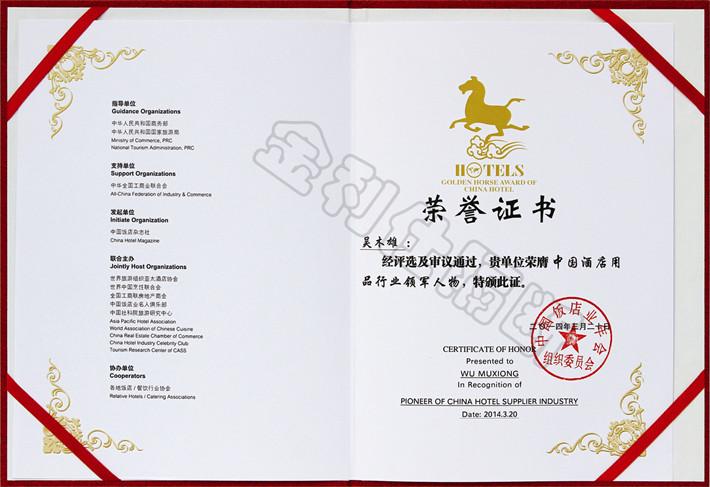 指导单位
Guidance Organizations
中华人民共和国商务部
中华人民共和国国家旅游局
Ministry of Commerce, PRC
National Tourism Administration, PRC
支持单位
Support Organizations
中华全国工商业联合会
All-China Federation of Industry & Commerce
发起单位
Initiate Organization
中国饭店杂志社
China Hotel Magazine
联合主办
Jointly Host Organizations
世界旅游组织亚太酒店协会
世界中国烹饪联合会
全国工商联房地产商会
中国饭店业名人俱乐部
中国社科院旅游研究中心
Asia Pacific Hotel Association
World Association of Chinese Cuisine
China Real Estate Chamber of Commerce
China Hotel Industry Celebrity Club
Tourism Research Center of CASS
协办单位
Cooperators
各地饭店/餐饮行业协会
Relative Hotels / Catering Associations
HOTELS
GOLDEN HORSE AWARD OF
CHINA HOTEL
荣誉证书
吴木雄：
经评选及审议通过，贵单位荣膺中国酒店用
品行业领军人物，特颁此证。
二〇一四年三月二十日
中国饭店业年会
组织委员会
CERTIFICATE OF HONOR
Presented to
WU MUXIONG
In Recognition of
PIONEER OF CHINA HOTEL SUPPLIER INDUSTRY
Date: 2014.3.20